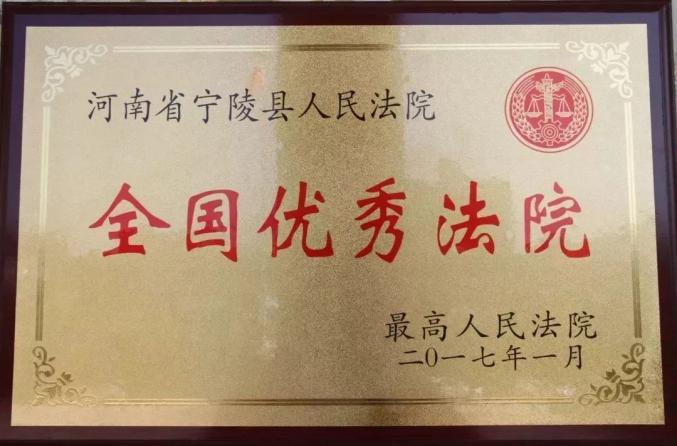 河南省宁陵县人民法院
全国优秀法院
最高人民法院
二〇一七年一月